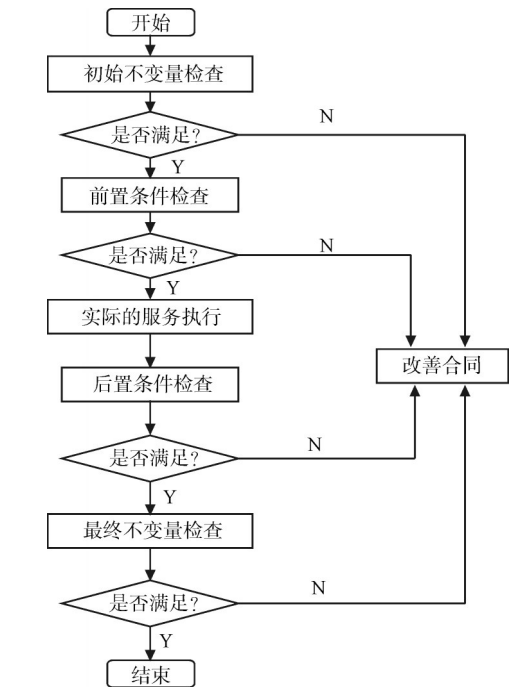 开始
初始不变量检查
是否满足?
N
Y
前置条件检查
是否满足?
N
Y
实际的服务执行
改善合同
后置条件检查
是否满足?
N
Y
最终不变量检查
是否满足?
N
Y
结束